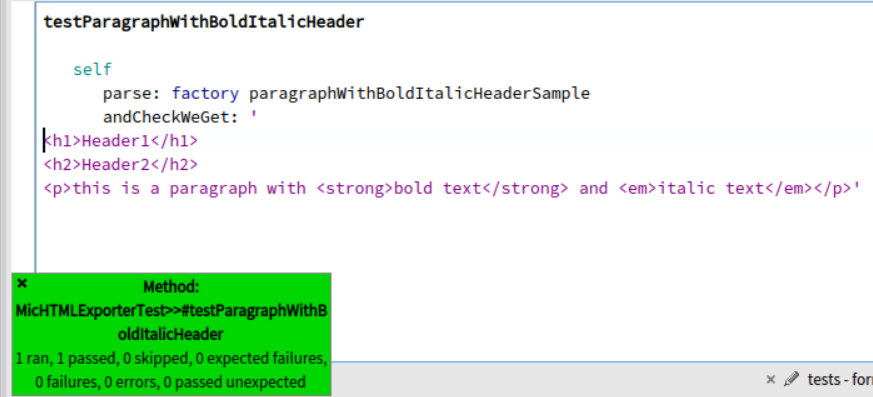 testParagraphWithBoldItalicHeader
self
parse: factory paragraphWithBoldItalicHeaderSample
andCheckWeGet: '
<h1>Header1</h1>
<h2>Header2</h2>
<p>this is a paragraph with <strong>bold text</strong> and <em>italic text</em></p>'
Method:
MicHTMLExporterTest>>#testParagraphWithB
oldItalicHeader
1 ran, 1 passed, 0 skipped, 0 expected failures,
0 failures, 0 errors, 0 passed unexpected
tests - for